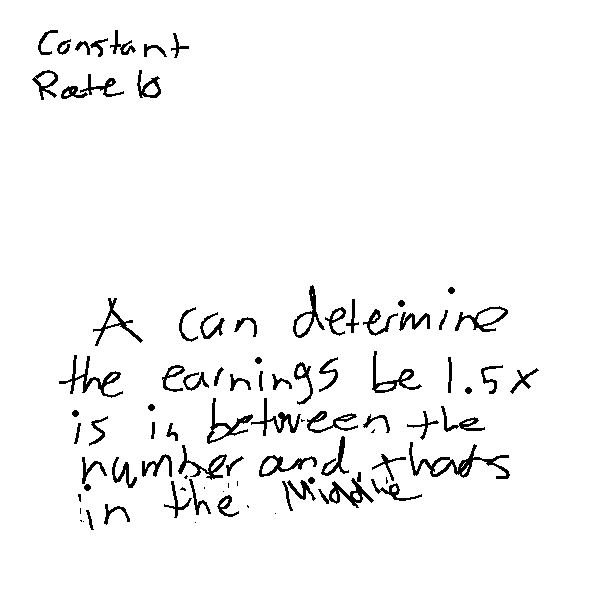 Constant
Rate 6
A can determine
the earnings be 1.5x
is in between the
number and thats
in the Middle